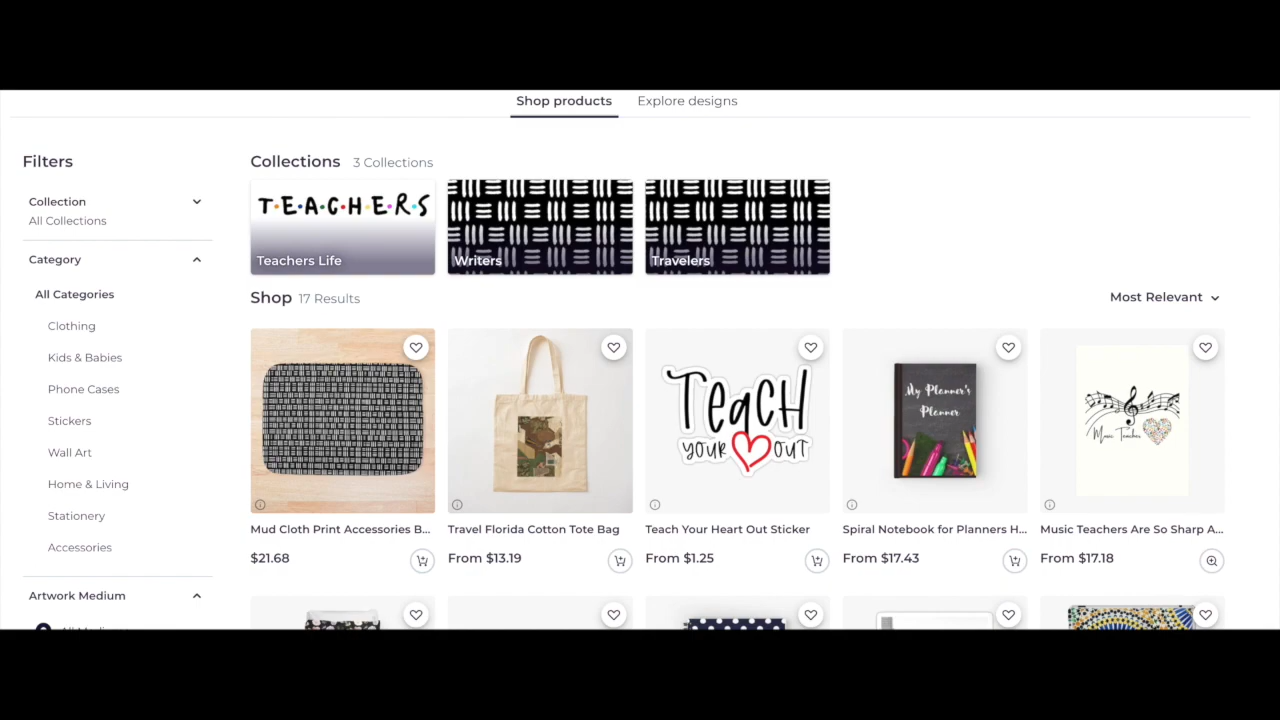 Shop products
Explore designs
Filters
Collection
All Collections
Category
All Categories
Clothing
Kids & Babies
Phone Cases
Stickers
Wall Art
Home & Living
Stationery
Accessories
Artwork Medium
Collections 3 Collections
T·E·A·C·H·E·R·S
Teachers Life
Writers
Travelers
Shop 17 Results
Most Relevant
TeaCH
YOUR OUT
My Planner's
Planner
Music Teacher
Mud Cloth Print Accessories B...
$21.68
Travel Florida Cotton Tote Bag
From $13.19
Teach Your Heart Out Sticker
From $1.25
Spiral Notebook for Planners H...
From $17.43
Music Teachers Are So Sharp A...
From $17.18